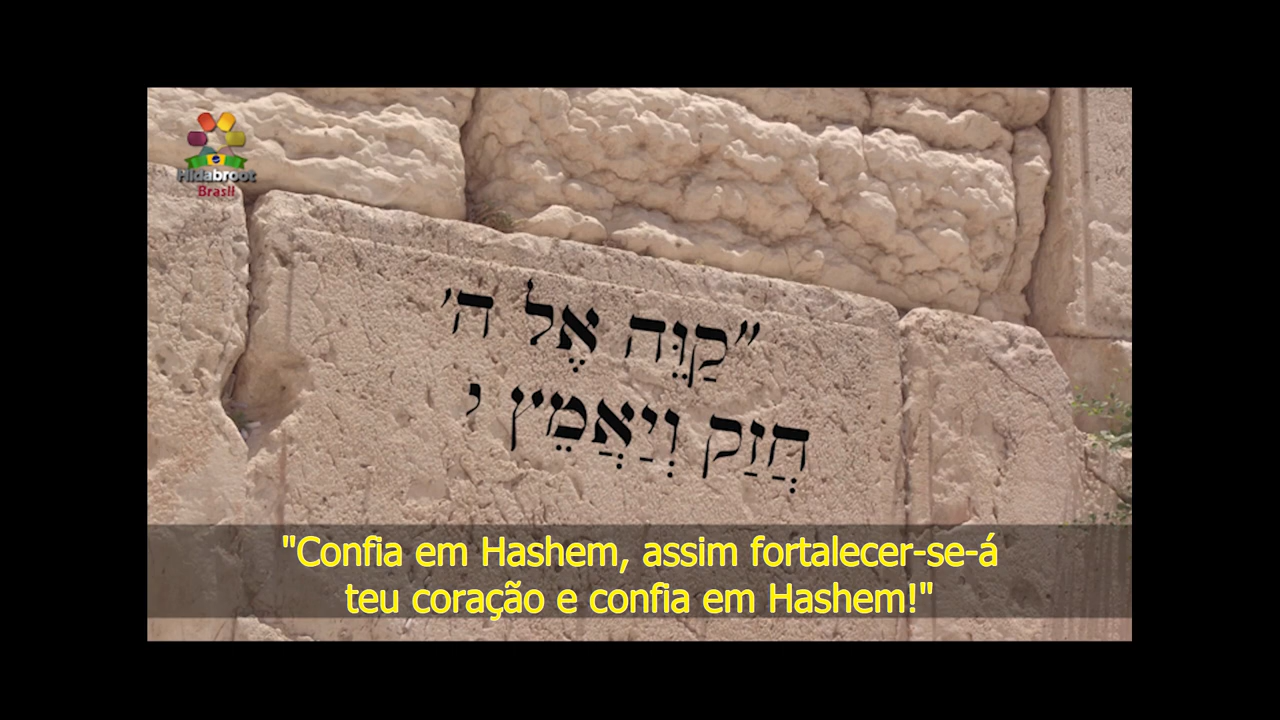 Hidabroot
Brasil
"קַוֵּה אֶל ה'
חֲזַק וְיַאֲמֵץ י
"Confia em Hashem, assim fortalecer-se-á
teu coração e confia em Hashem!"